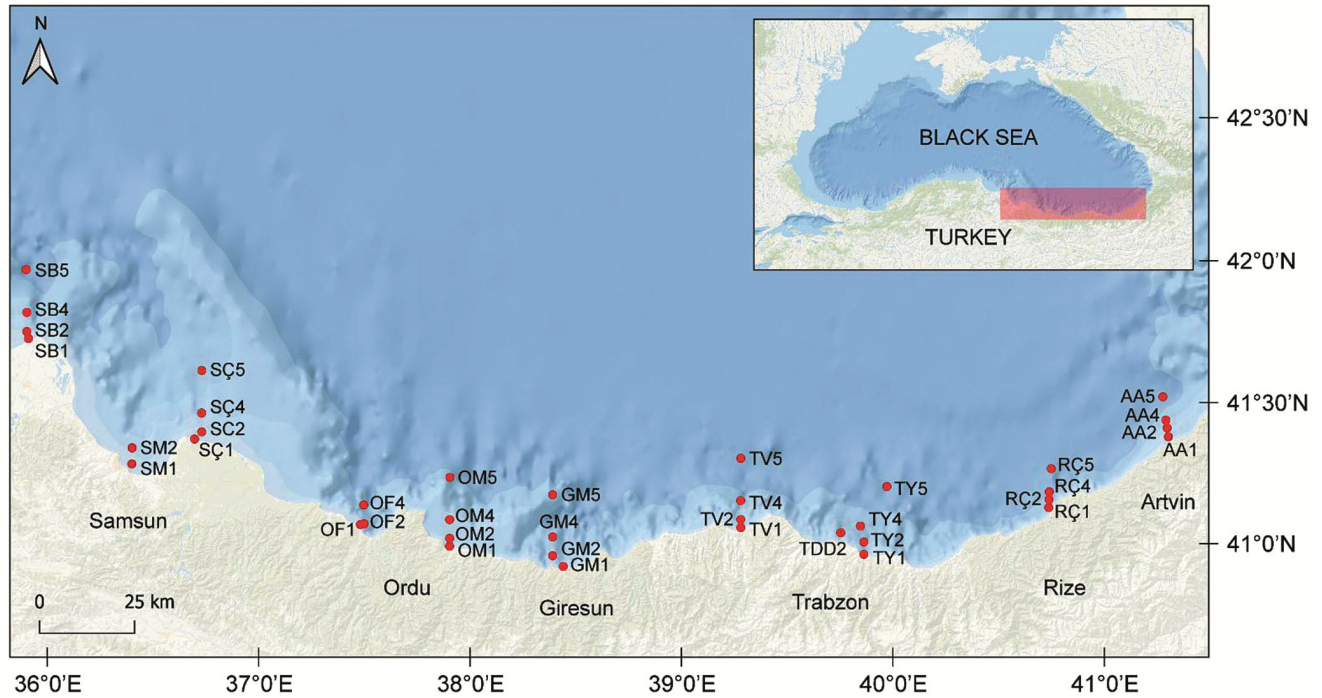 N
BLACK SEA
TURKEY
42°30’N
42°0’N
41°30’N
41°0’N
SB5
SB4
SB2
SB1
SÇ5
SÇ4
SC2
SÇ1
SM2
SM1
OF4
OF2
OF1
OM5
OM4
OM2
OM1
GM5
GM4
GM2
GM1
TV5
TV4
TV2
TV1
TDD2
TY5
TY4
TY2
TY1
RÇ5
RÇ4
RÇ2
RÇ1
AA5
AA4
AA2
AA1
Samsun
Ordu
Giresun
Trabzon
Rize
Artvin
0 25 km
36°0’E
37°0’E
38°0’E
39°0’E
40°0’E
41°0’E